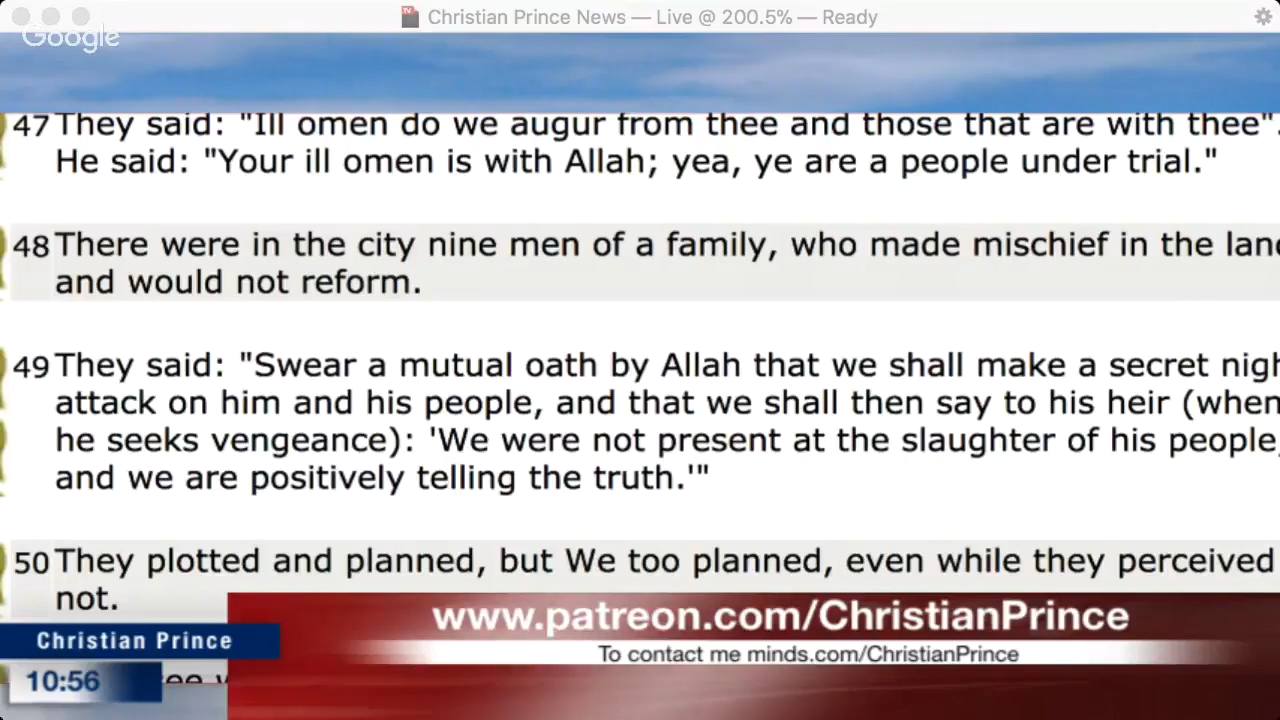 Christian Prince News — Live @ 200.5% — Ready
Google
47 They said: "Ill omen do we augur from thee and those that are with thee".
He said: "Your ill omen is with Allah; yea, ye are a people under trial."
48 There were in the city nine men of a family, who made mischief in the
and would not reform.
49 They said: "Swear a mutual oath by Allah that we shall make a secret
attack on him and his people, and that we shall then say to his heir (when
he seeks vengeance): 'We were not present at the slaughter of his people,
and we are positively telling the truth.'"
50 They plotted and planned, but We too planned, even while they perceived
not.
www.patreon.com/ChristianPrince
Christian Prince
To contact me minds.com/ChristianPrince
10:56